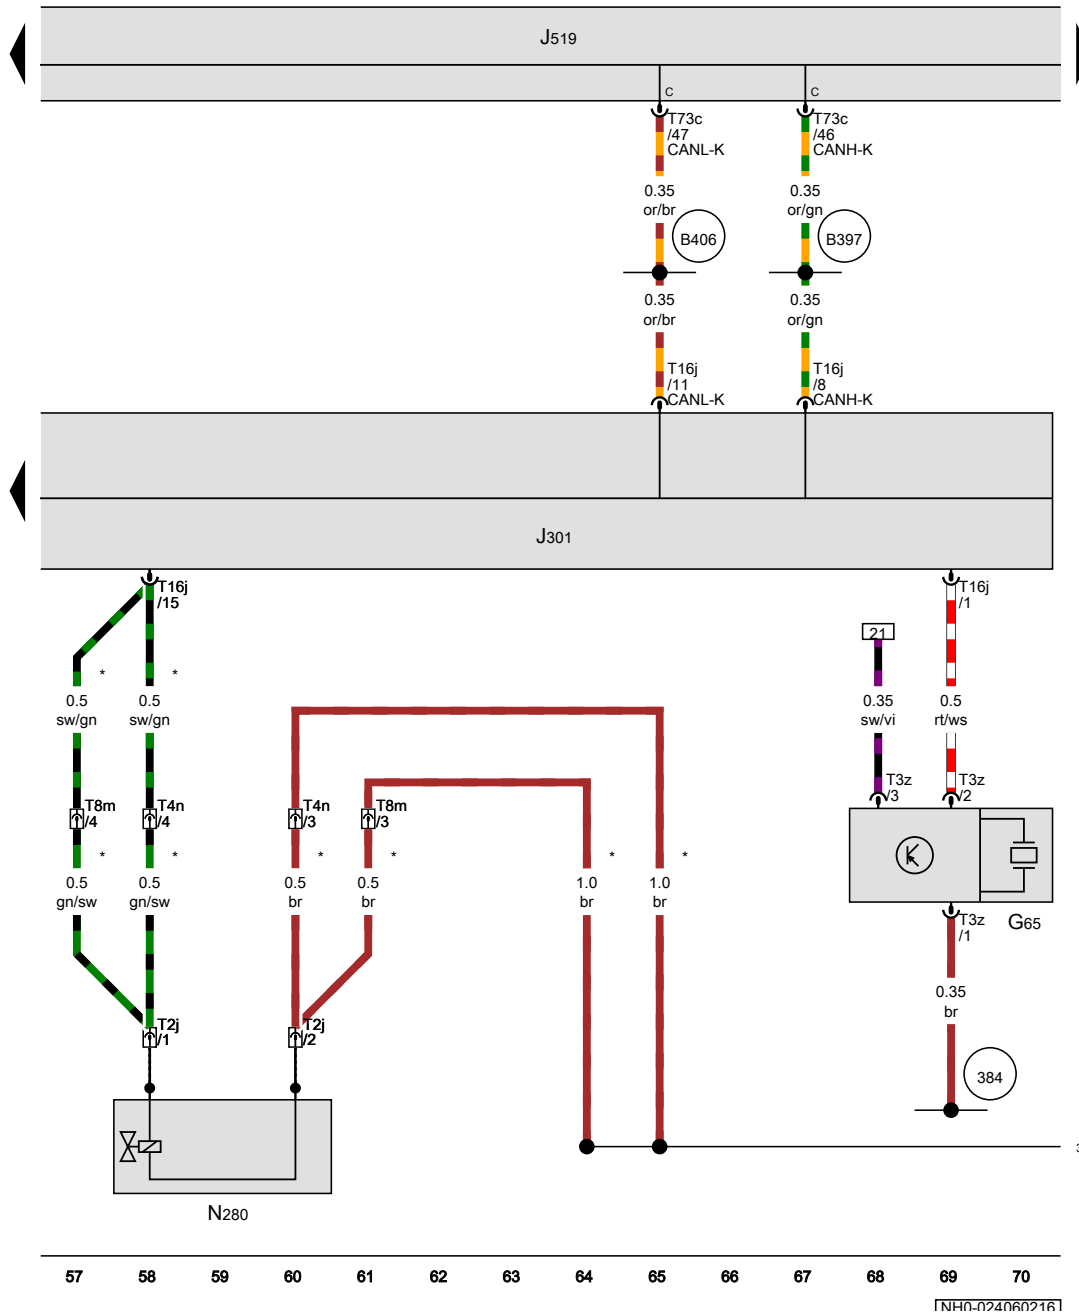 J519
c
c
T73c
/47
CANL-K
T73c
/46
CANH-K
0.35
or/br
0.35
or/gn
B406
B397
0.35
or/br
0.35
or/gn
T16j
/11
CANL-K
T16j
/8
CANH-K
J301
T16j
/15
T16j
/1
21
*
*
0.5
sw/gn
0.5
sw/gn
0.35
sw/vi
0.5
rt/ws
T3z
/3
T3z
/2
T8m
/4
T4n
/4
T4n
/3
T8m
/3
*
*
*
*
*
*
0.5
gn/sw
0.5
gn/sw
0.5
br
0.5
br
1.0
br
1.0
br
T3z
/1
G65
0.35
br
T2j
/1
T2j
/2
384
N280
57 58 59 60 61 62 63 64 65 66 67 68 69 70
NH0-024060216